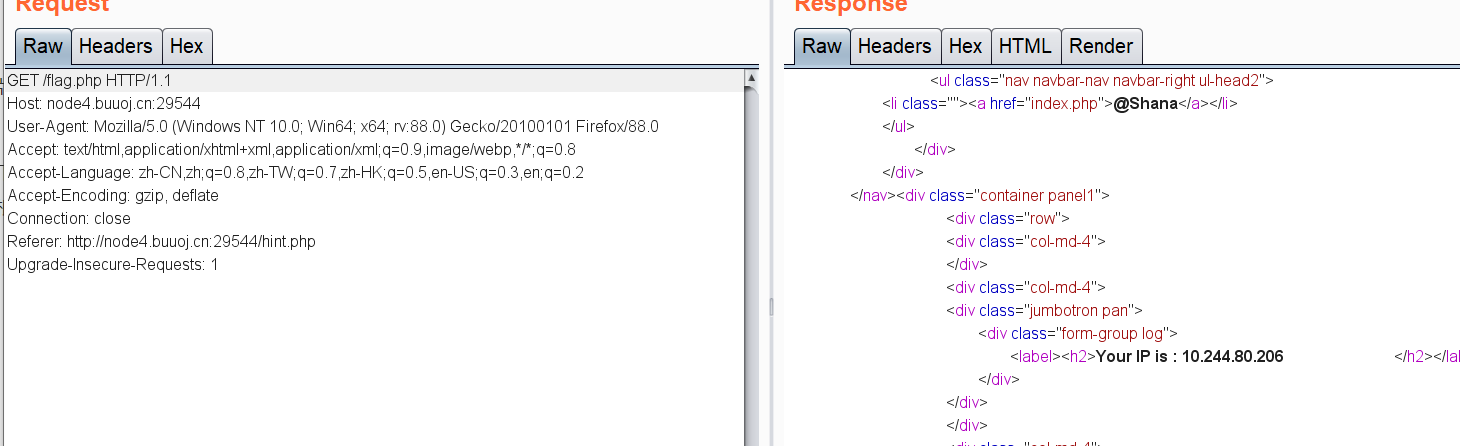 Request
Raw Headers Hex
GET /flag.php HTTP/1.1
Host: node4.buuoj.cn:29544
User-Agent: Mozilla/5.0 (Windows NT 10.0; Win64; x64; rv:88.0) Gecko/20100101 Firefox/88.0
Accept: text/html,application/xhtml+xml,application/xml;q=0.9,image/webp,*/*;q=0.8
Accept-Language: zh-CN,zh;q=0.8,zh-TW;q=0.7,zh-HK;q=0.5,en-US;q=0.3,en;q=0.2
Accept-Encoding: gzip, deflate
Connection: close
Referer: http://node4.buuoj.cn:29544/hint.php
Upgrade-Insecure-Requests: 1
Response
Raw Headers Hex HTML Render
<ul class="nav navbar-nav navbar-right ul-head2">
<li class=""><a href="index.php">@Shana</a></li>
</ul>
</div>
</div>
</nav><div class="container panel1">
<div class="row">
<div class="col-md-4">
</div>
<div class="col-md-4">
<div class="jumbotron pan">
<div class="form-group log">
<label><h2>Your IP is : 10.244.80.206 </h2></la
</div>
</div>
</div>
<div class="col-md-4">